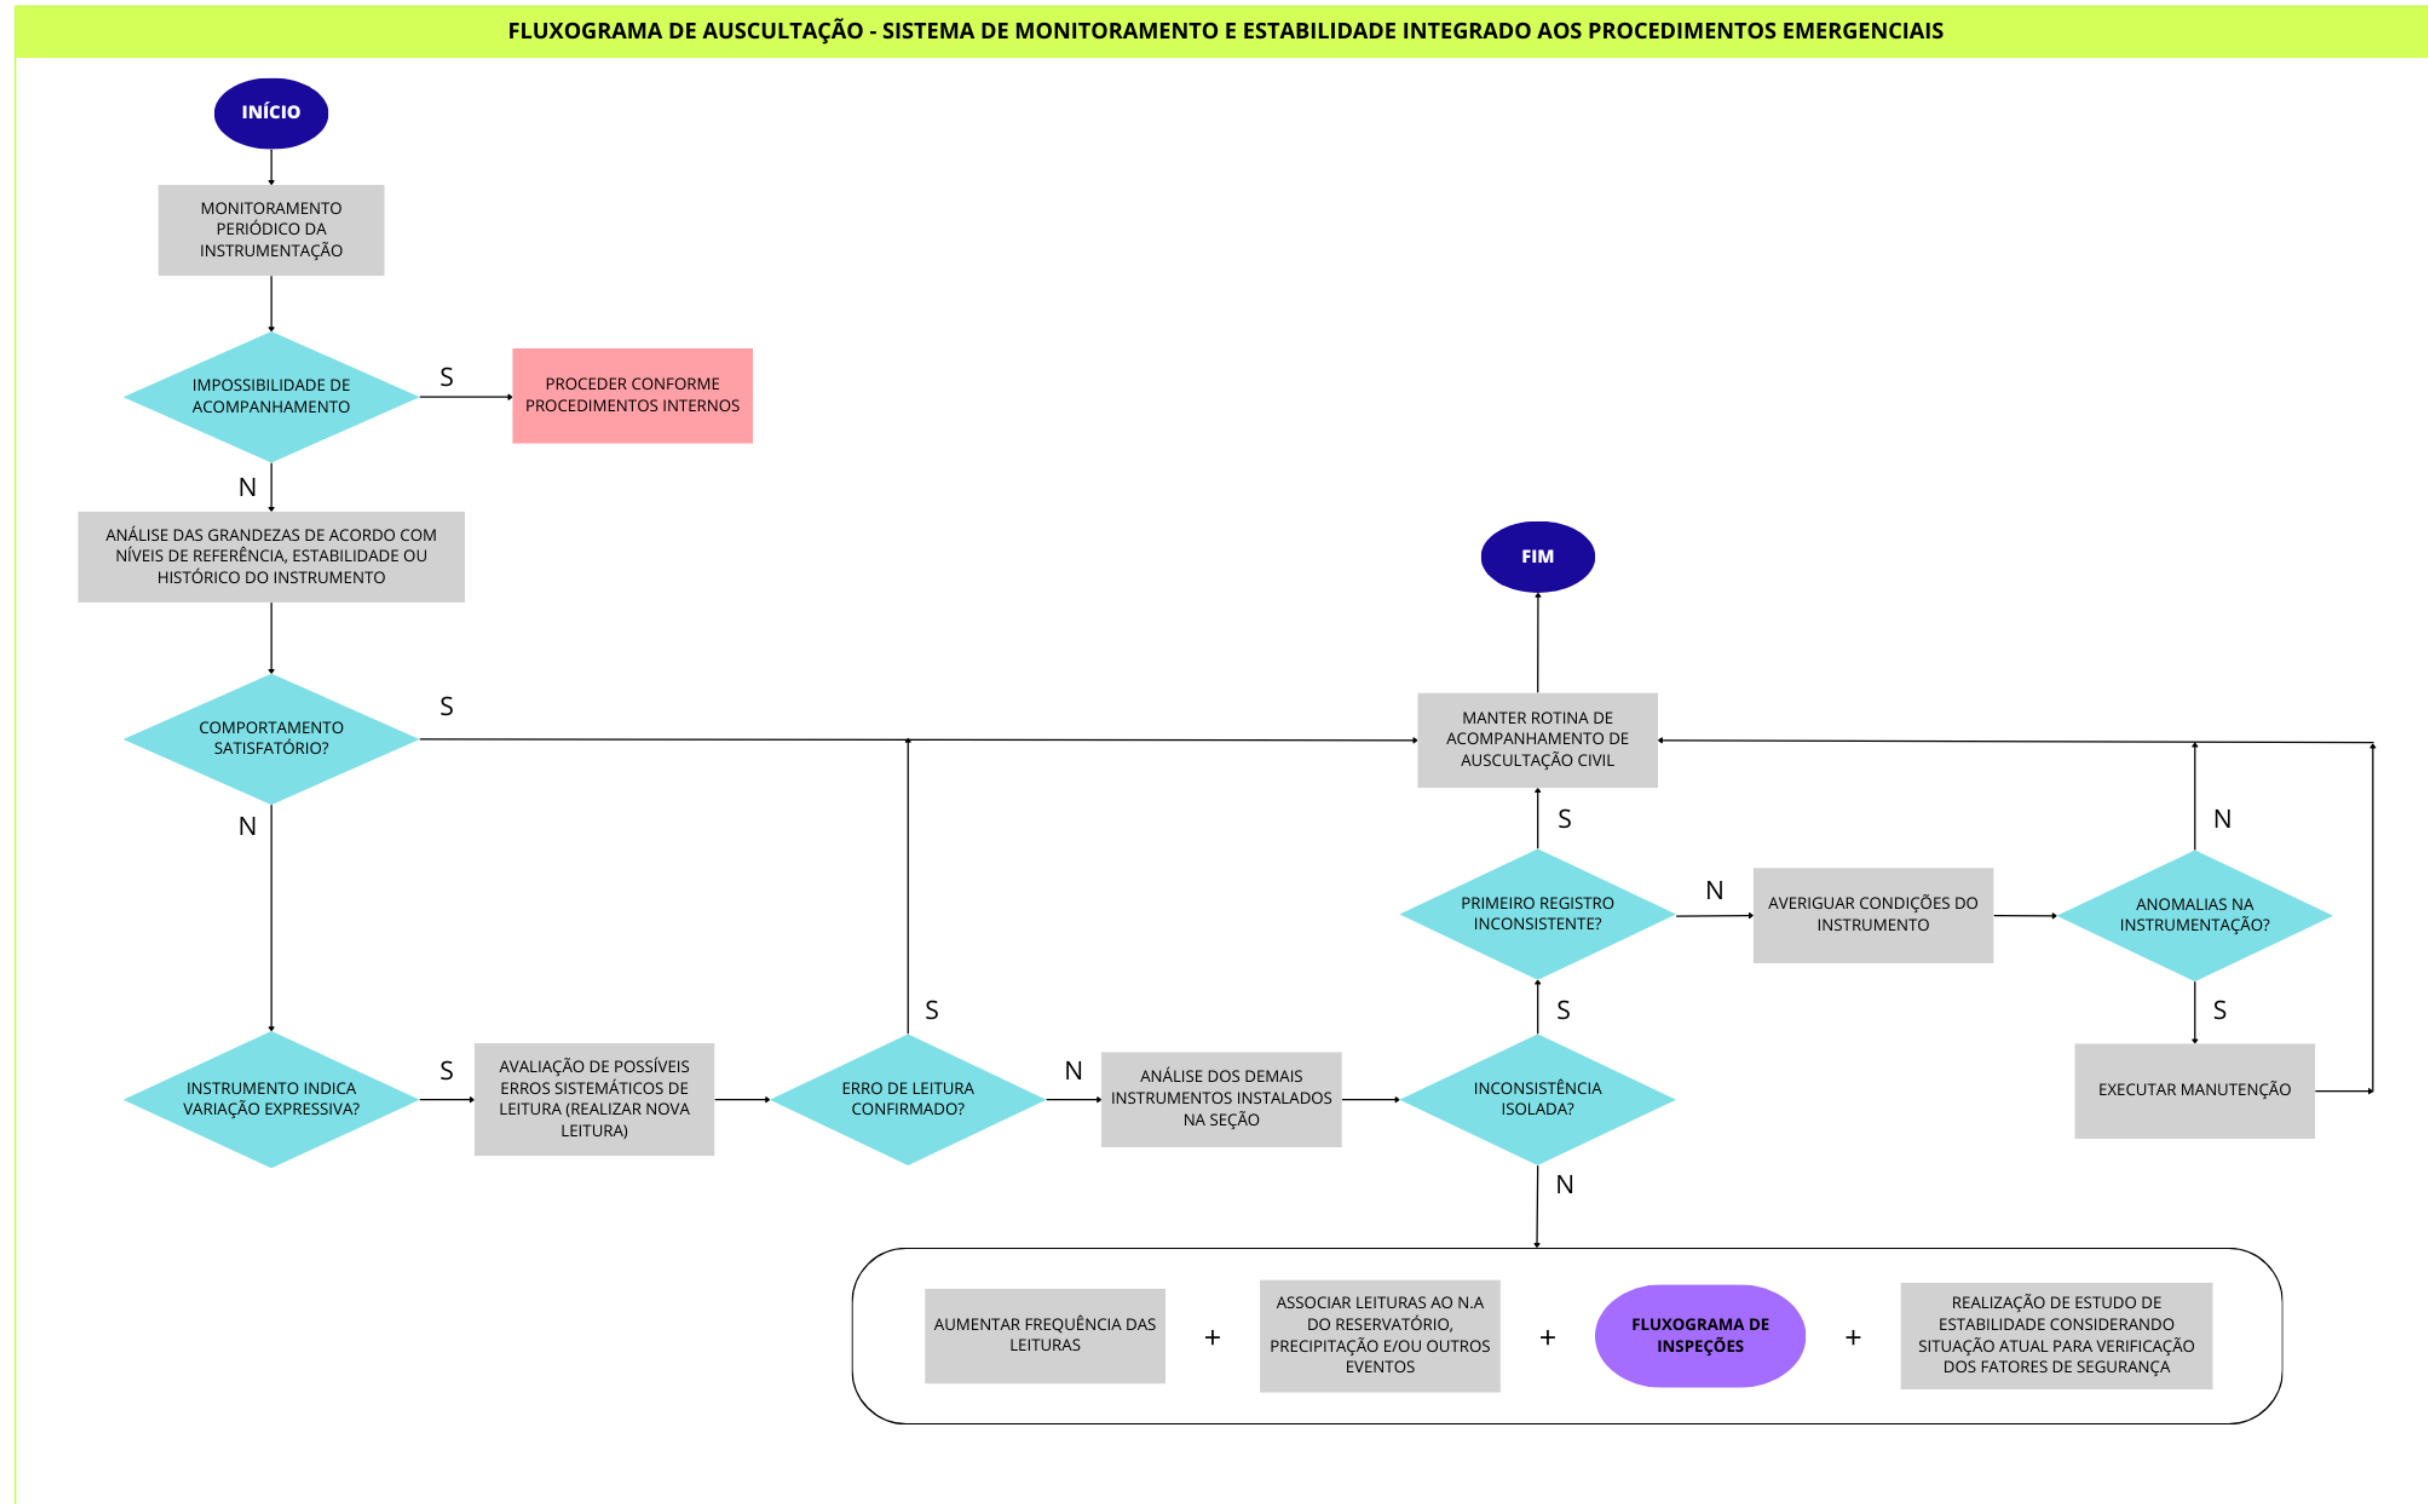 FLUXOGRAMA DE AUSCULTAÇÃO - SISTEMA DE MONITORAMENTO E ESTABILIDADE INTEGRADO AOS PROCEDIMENTOS EMERGENCIAIS
INÍCIO
MONITORAMENTO
PERIÓDICO DA
INSTRUMENTAÇÃO
IMPOSSIBILIDADE DE
ACOMPANHAMENTO
S
PROCEDER CONFORME
PROCEDIMENTOS INTERNOS
N
ANÁLISE DAS GRANDEZAS DE ACORDO COM
NÍVEIS DE REFERÊNCIA, ESTABILIDADE OU
HISTÓRICO DO INSTRUMENTO
FIM
COMPORTAMENTO
SATISFATÓRIO?
S
MANTER ROTINA DE
ACOMPANHAMENTO DE
AUSCULTAÇÃO CIVIL
N
S
N
PRIMEIRO REGISTRO
INCONSISTENTE?
N
AVERIGUAR CONDIÇÕES DO
INSTRUMENTO
ANOMALIAS NA
INSTRUMENTAÇÃO?
S
S
S
INSTRUMENTO INDICA
VARIAÇÃO EXPRESSIVA?
S
AVALIAÇÃO DE POSSÍVEIS
ERROS SISTEMÁTICOS DE
LEITURA (REALIZAR NOVA
LEITURA)
ERRO DE LEITURA
CONFIRMADO?
N
ANÁLISE DOS DEMAIS
INSTRUMENTOS INSTALADOS
NA SEÇÃO
INCONSISTÊNCIA
ISOLADA?
EXECUTAR MANUTENÇÃO
N
AUMENTAR FREQUÊNCIA DAS
LEITURAS
+
ASSOCIAR LEITURAS AO N.A
DO RESERVATÓRIO,
PRECIPITAÇÃO E/OU OUTROS
EVENTOS
+
FLUXOGRAMA DE
INSPEÇÕES
+
REALIZAÇÃO DE ESTUDO DE
ESTABILIDADE CONSIDERANDO
SITUAÇÃO ATUAL PARA VERIFICAÇÃO
DOS FATORES DE SEGURANÇA